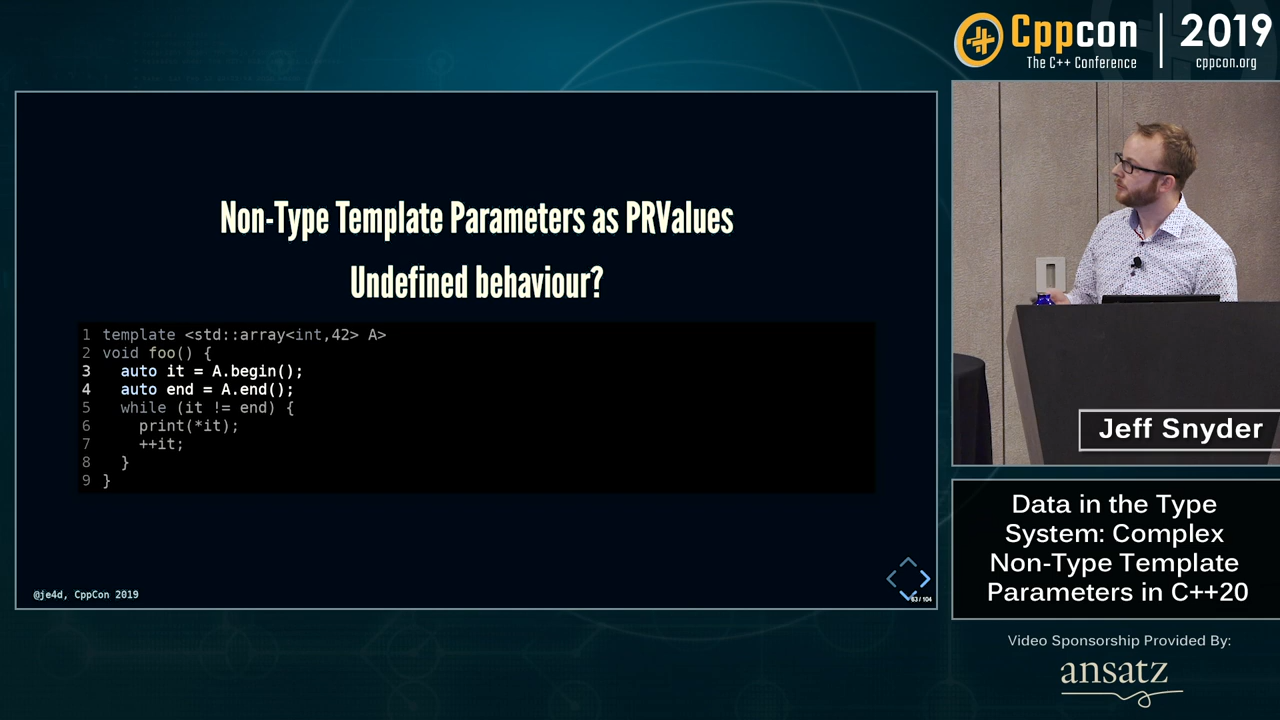 Cppcon
The C++ Conference
2019
cppcon.org
Non-Type Template Parameters as PRValues
Undefined behaviour?
1 template <std::array<int,42> A>
2 void foo() {
3   auto it = A.begin();
4   auto end = A.end();
5   while (it != end) {
6     print(*it);
7     ++it;
8   }
9 }
@je4d, CppCon 2019
63 / 104
Jeff Snyder
Data in the Type
System: Complex
Non-Type Template
Parameters in C++20
Video Sponsorship Provided By:
ansatz